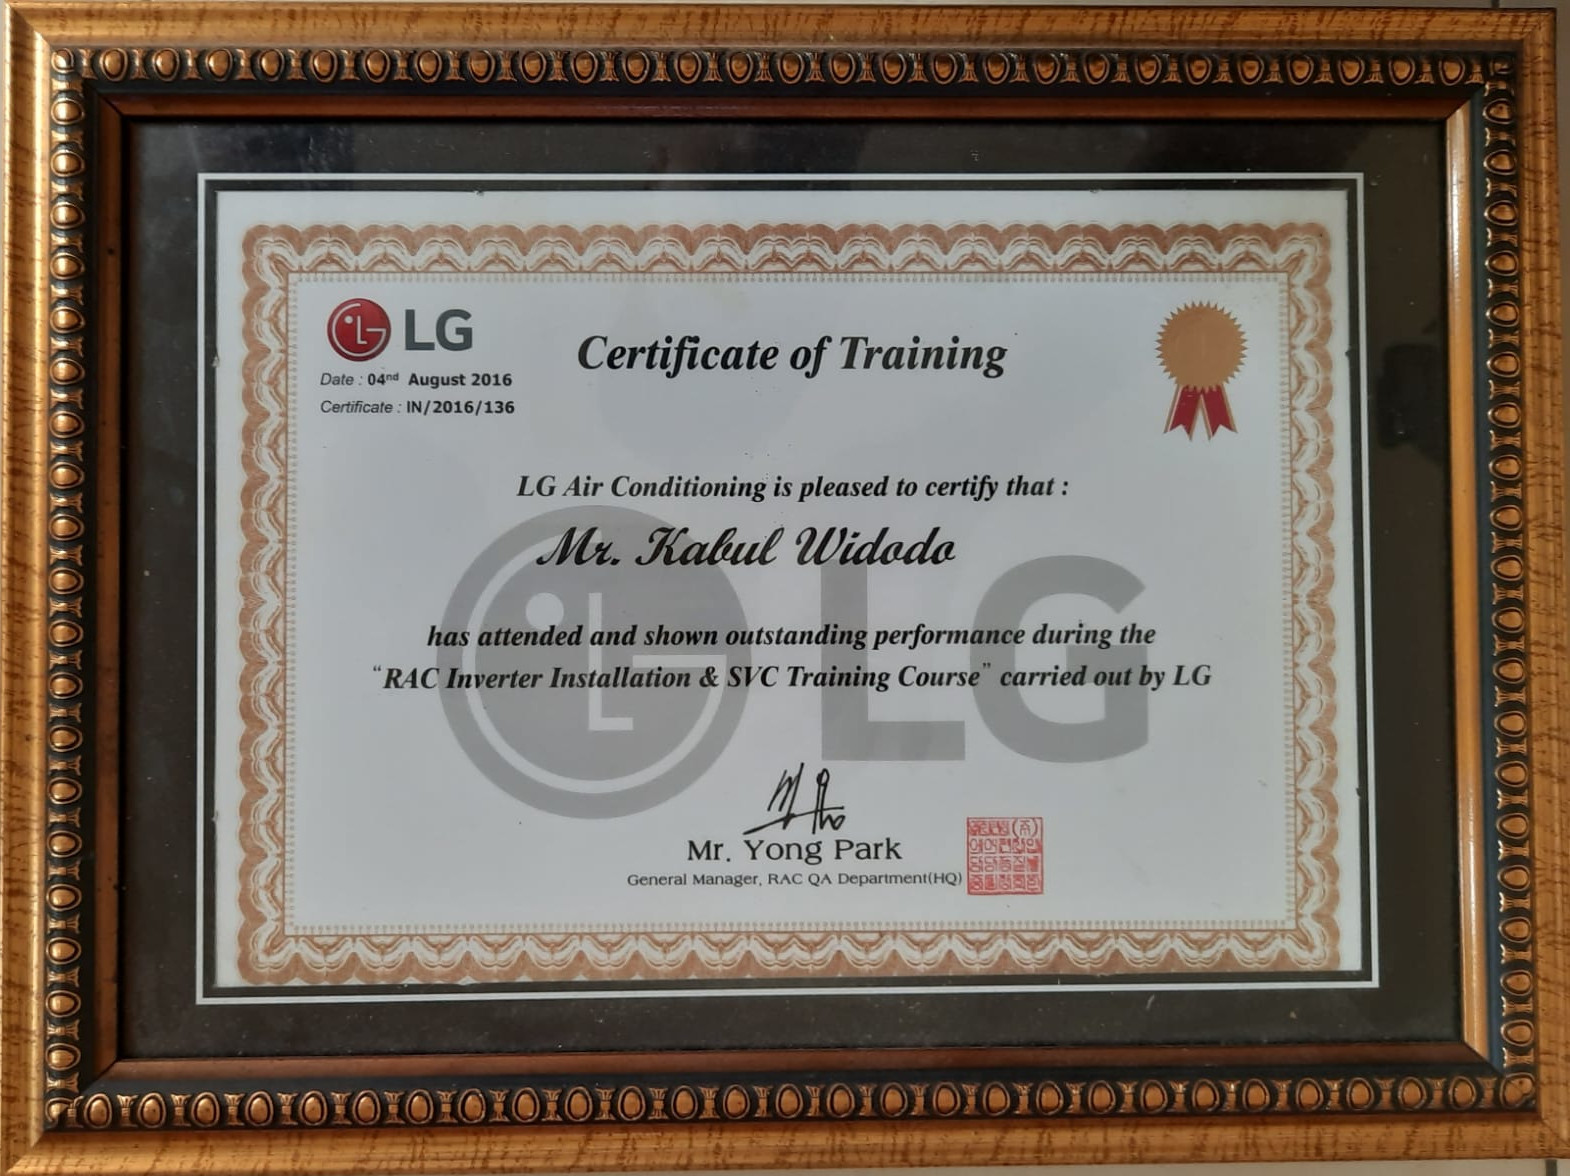 LG
Certificate of Training
Date : 04nd August 2016
Certificate : IN/2016/136
LG Air Conditioning is pleased to certify that :
Mr. Kabul Widodo
has attended and shown outstanding performance during the
“RAC Inverter Installation & SVC Training Course” carried out by LG
LG
Mr. Yong Park
General Manager, RAC QA Department(HQ)